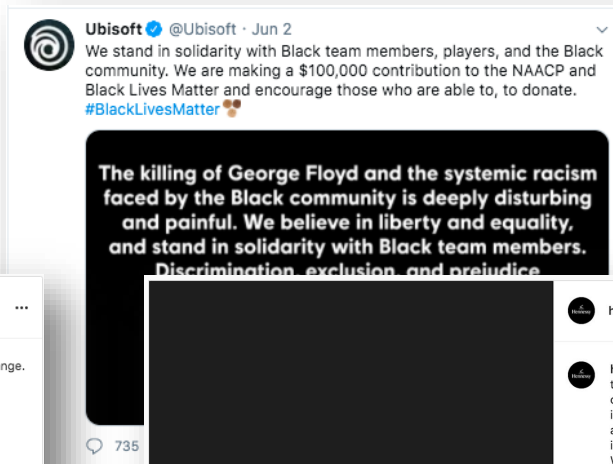 Ubisoft @Ubisoft · Jun 2
We stand in solidarity with Black team members, players, and the Black
community. We are making a $100,000 contribution to the NAACP and
Black Lives Matter and encourage those who are able to, to donate.
#BlackLivesMatter
The killing of George Floyd and the systemic racism
faced by the Black community is deeply disturbing
and painful. We believe in liberty and equality,
and stand in solidarity with Black team members.
Discrimination, exclusion, and prejudice
...
nge.
735
Hennessy
Hennessy